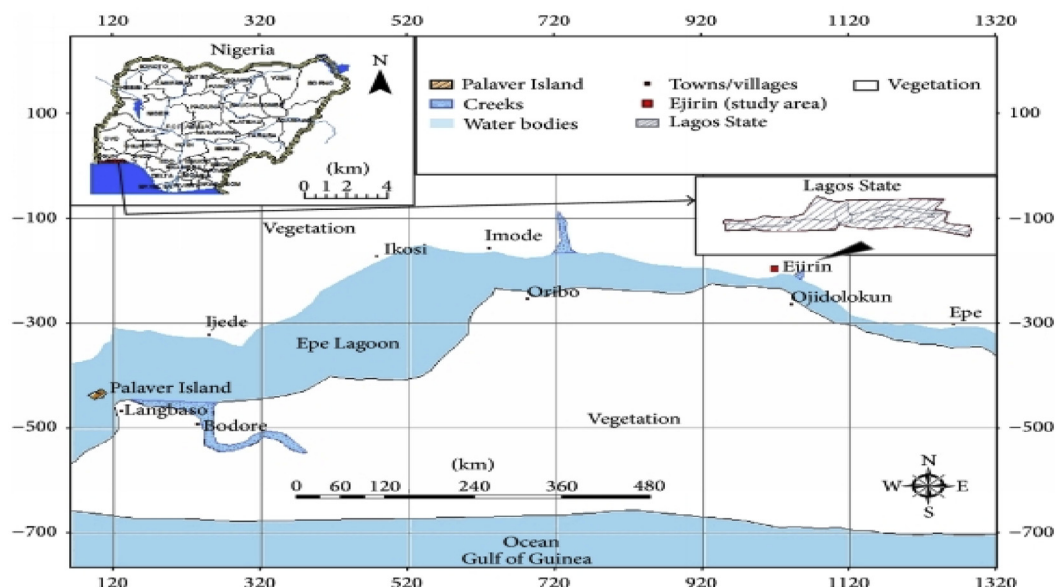 120 320 520 720 920 1120 1320
Nigeria
N
(km)
0 1 2 4
Palaver Island
Creeks
Water bodies
Towns/villages
Ejirin (study area)
Lagos State
Vegetation
100 100
Lagos State
−100 −100
Vegetation
Ikosi
Imode
Ejirin
Oribo
Ojidolokun
−300 −300
Ijede
Epe
Epe Lagoon
Palaver Island
Langbaso
Bodore
Vegetation
−500 −500
(km)
0 60 120 240 360 480
N
W E
S
−700 −700
Ocean
Gulf of Guinea
120 320 520 720 920 1120 1320